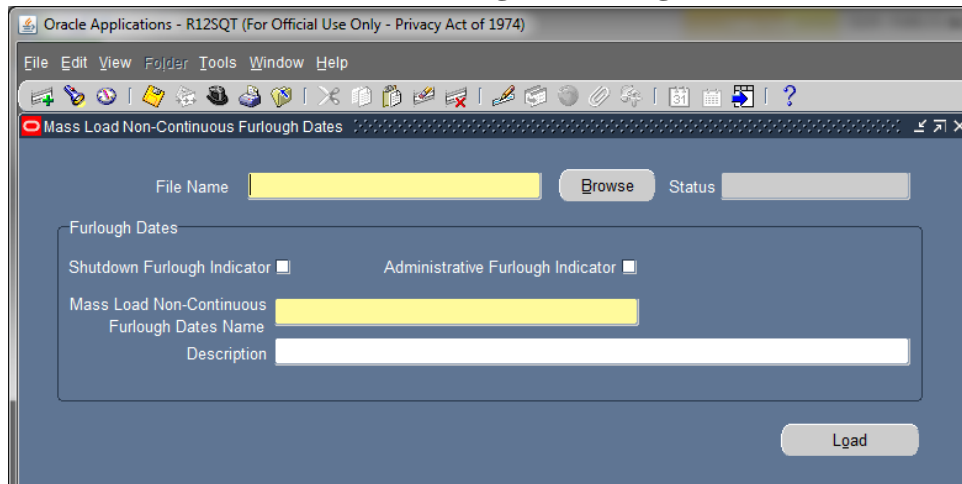 Oracle Applications - R12SQT (For Official Use Only - Privacy Act of 1974)
File Edit View Folder Tools Window Help
31
?
Mass Load Non-Continuous Furlough Dates
File Name Browse Status
Furlough Dates
Shutdown Furlough Indicator Administrative Furlough Indicator
Mass Load Non-Continuous
Furlough Dates Name
Description
Load